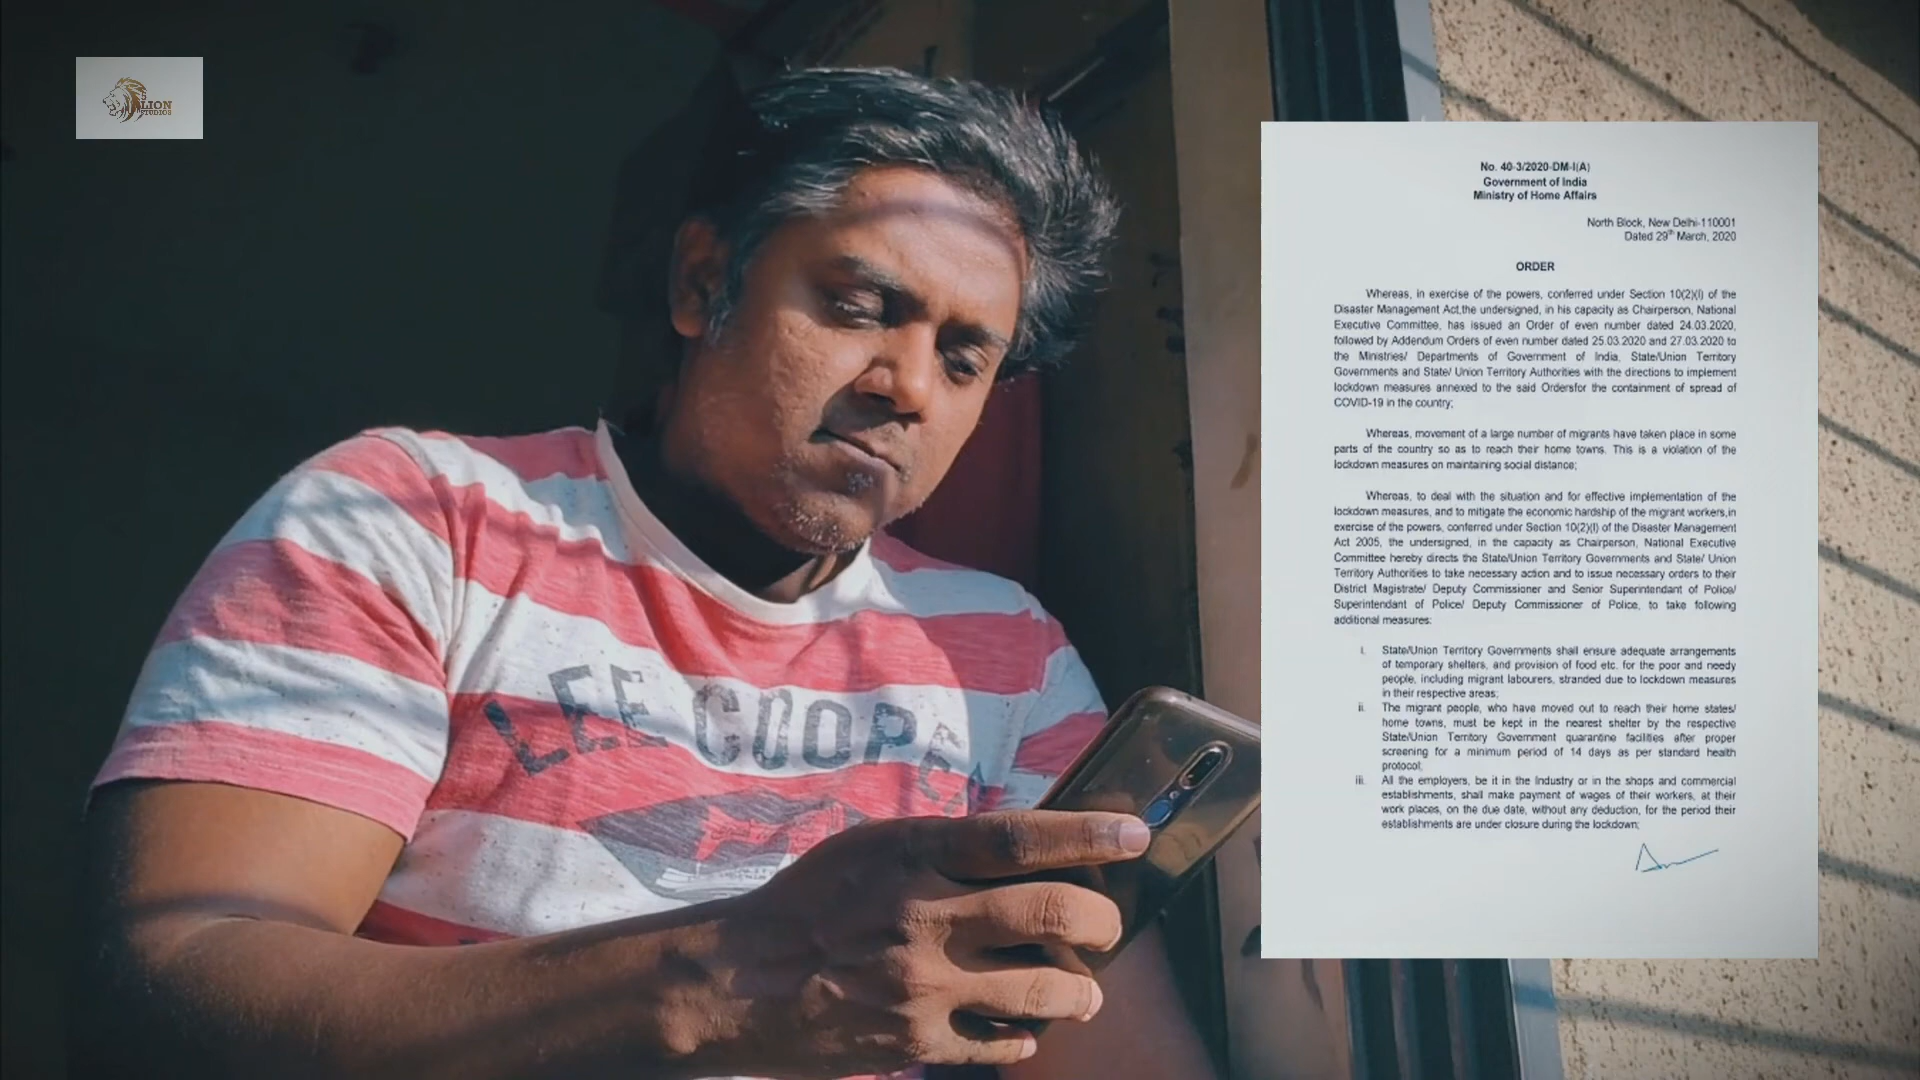 S
LION
STUDIOS
LEE COOPE
No. 40-3/2020-DM-I(A)
Government of India
Ministry of Home Affairs
North Block, New Delhi-110001
Dated 29th March, 2020
ORDER
Whereas, in exercise of the powers, conferred under Section 10(2)(l) of the
Disaster Management Act,the undersigned, in his capacity as Chairperson, National
Executive Committee, has issued an Order of even number dated 24.03.2020,
followed by Addendum Orders of even number dated 25.03.2020 and 27.03.2020 to
the Ministries/ Departments of Government of India, State/Union Territory
Governments and State/ Union Territory Authorities with the directions to implement
lockdown measures annexed to the said Ordersfor the containment of spread of
COVID-19 in the country;
Whereas, movement of a large number of migrants have taken place in some
parts of the country so as to reach their home towns. This is a violation of the
lockdown measures on maintaining social distance;
Whereas, to deal with the situation and for effective implementation of the
lockdown measures, and to mitigate the economic hardship of the migrant workers,in
exercise of the powers, conferred under Section 10(2)(l) of the Disaster Management
Act 2005, the undersigned, in the capacity as Chairperson, National Executive
Committee hereby directs the State/Union Territory Governments and State/ Union
Territory Authorities to take necessary action and to issue necessary orders to their
District Magistrate/ Deputy Commissioner and Senior Superintendant of Police/
Superintendant of Police/ Deputy Commissioner of Police, to take following
additional measures:
i. State/Union Territory Governments shall ensure adequate arrangements
of temporary shelters, and provision of food etc. for the poor and needy
people, including migrant labourers, stranded due to lockdown measures
in their respective areas;
ii. The migrant people, who have moved out to reach their home states/
home towns, must be kept in the nearest shelter by the respective
State/Union Territory Government quarantine facilities after proper
screening for a minimum period of 14 days as per standard health
protocol;
iii. All the employers, be it in the Industry or in the shops and commercial
establishments, shall make payment of wages of their workers, at their
work places, on the due date, without any deduction, for the period their
establishments are under closure during the lockdown;